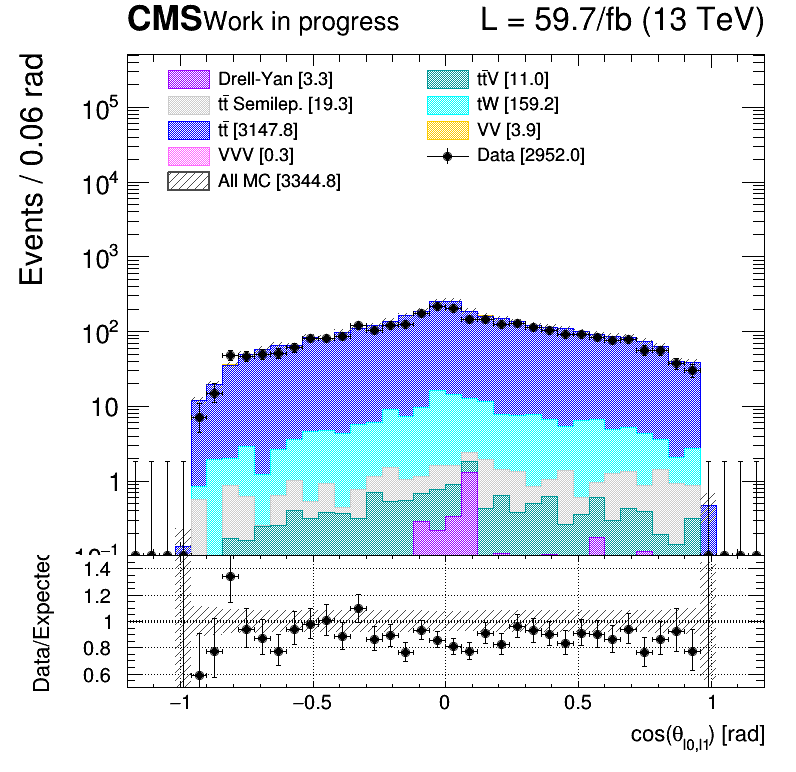 CMS Work in progress L = 59.7/fb (13 TeV)
Events / 0.06 rad
Drell-Yan [3.3]
tt̄ Semilep. [19.3]
tt̄ [3147.8]
VVV [0.3]
All MC [3344.8]
tt̄V [11.0]
tW [159.2]
VV [3.9]
Data [2952.0]
10⁵
10⁴
10³
10²
10
1
10⁻¹
Data/Expected
1.4
1.2
1
0.8
0.6
−1 −0.5 0 0.5 1
cos(θ_l0,l1) [rad]